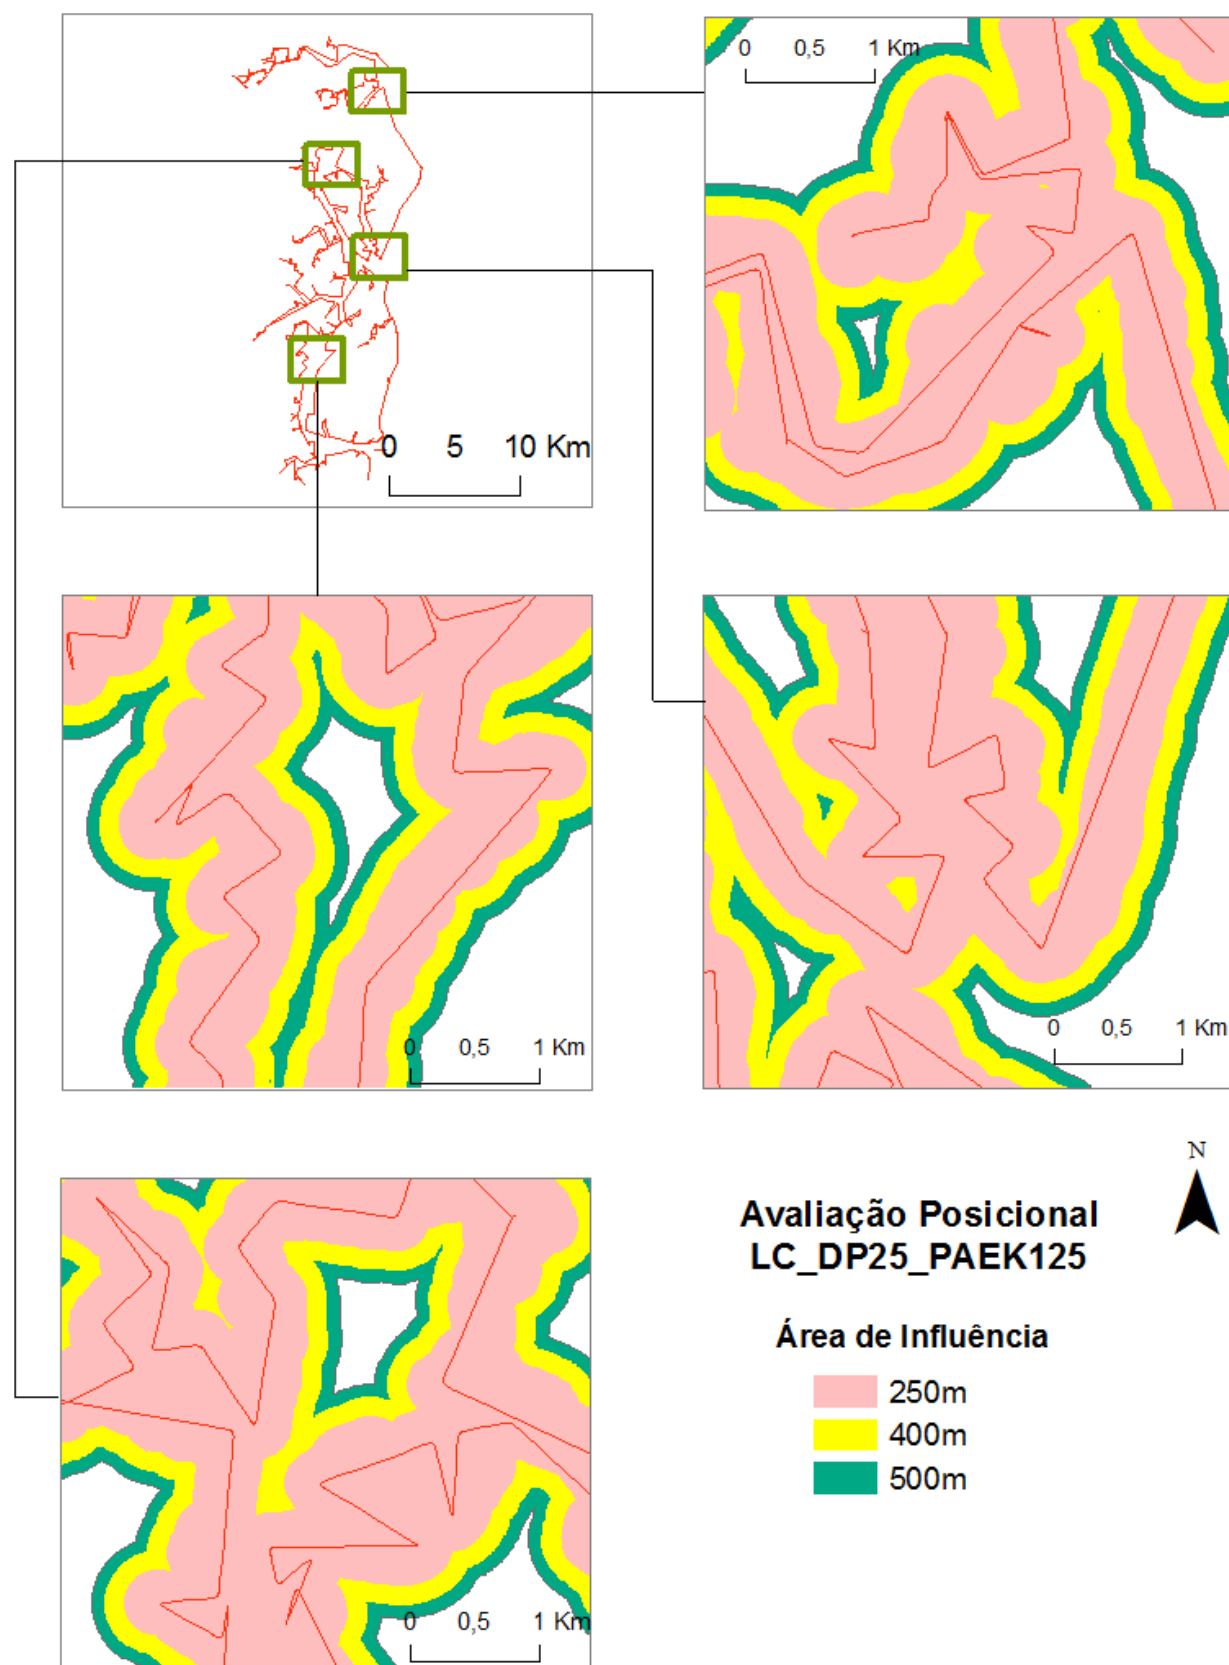 0 5 10 Km
0 0,5 1 Km
0 0,5 1 Km
0 0,5 1 Km
N
Avaliação Posicional
LC_DP25_PAEK125
Área de Influência
250m
400m
500m
0 0,5 1 Km